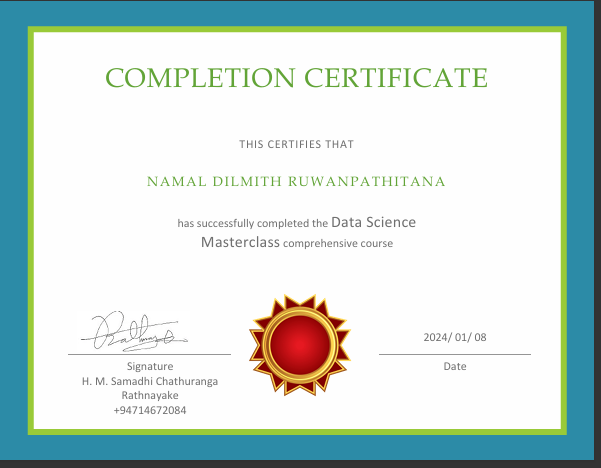 COMPLETION CERTIFICATE
THIS CERTIFIES THAT
NAMAL DILMITH RUWANPATHITANA
has successfully completed the Data Science
Masterclass comprehensive course
2024/ 01/ 08
Signature
Date
H. M. Samadhi Chathuranga
Rathnayake
+94714672084